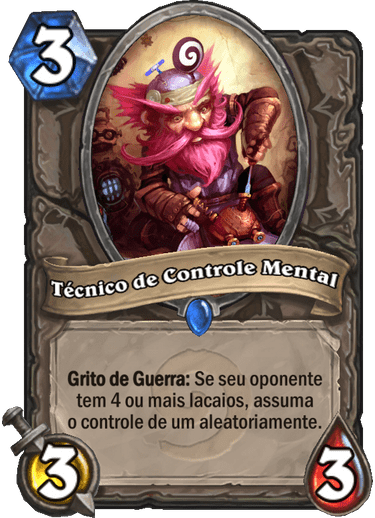 3
Técnico de Controle Mental
Grito de Guerra: Se seu oponente
tem 4 ou mais lacaios, assuma
o controle de um aleatoriamente.
3
3